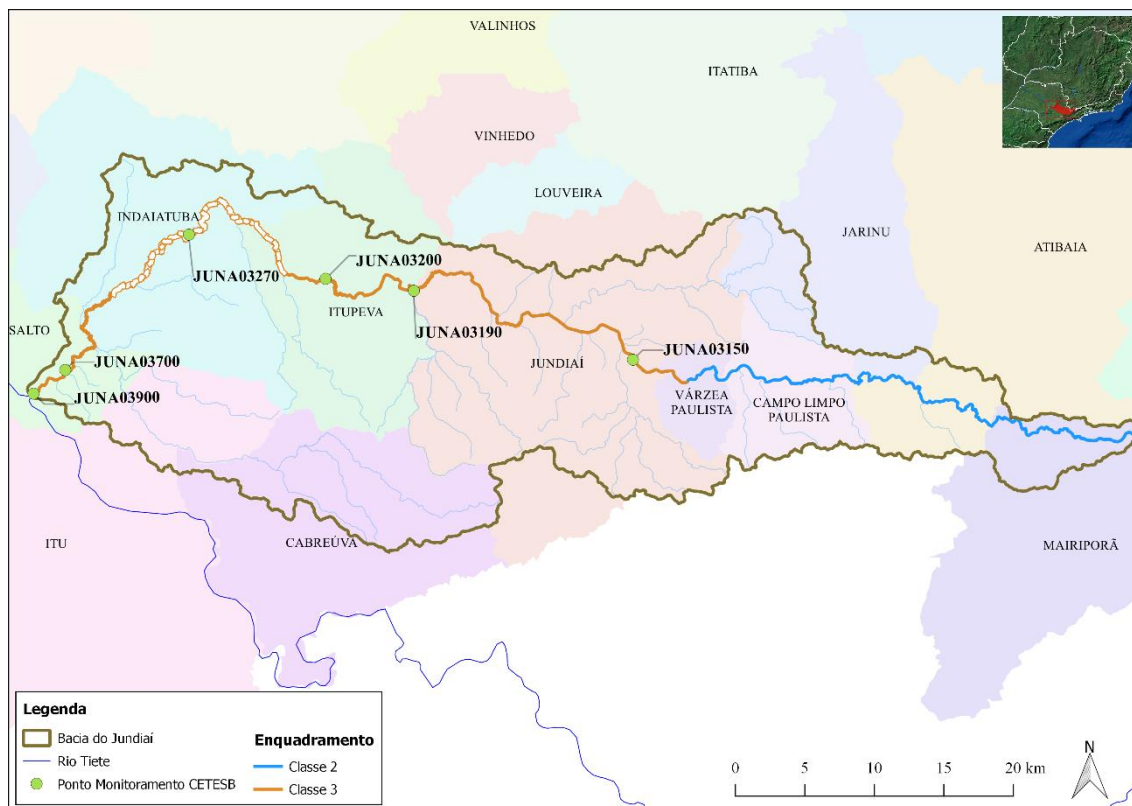 VALINHOS
ITATIBA
VINHEDO
LOUVEIRA
INDAIATUBA
JARINU
ATIBAIA
JUNA03200
JUNA03270
ITUPEVA
SALTO
JUNA03190
JUNA03150
JUNDIAÍ
JUNA03700
JUNA03900
VÁRZEA
PAULISTA
CAMPO LIMPO
PAULISTA
ITU
CABREÚVA
MAIRIPORÃ
Legenda
Bacia do Jundiaí
Rio Tiete
Ponto Monitoramento CETESB
Enquadramento
Classe 2
Classe 3
0 5 10 15 20 km
N